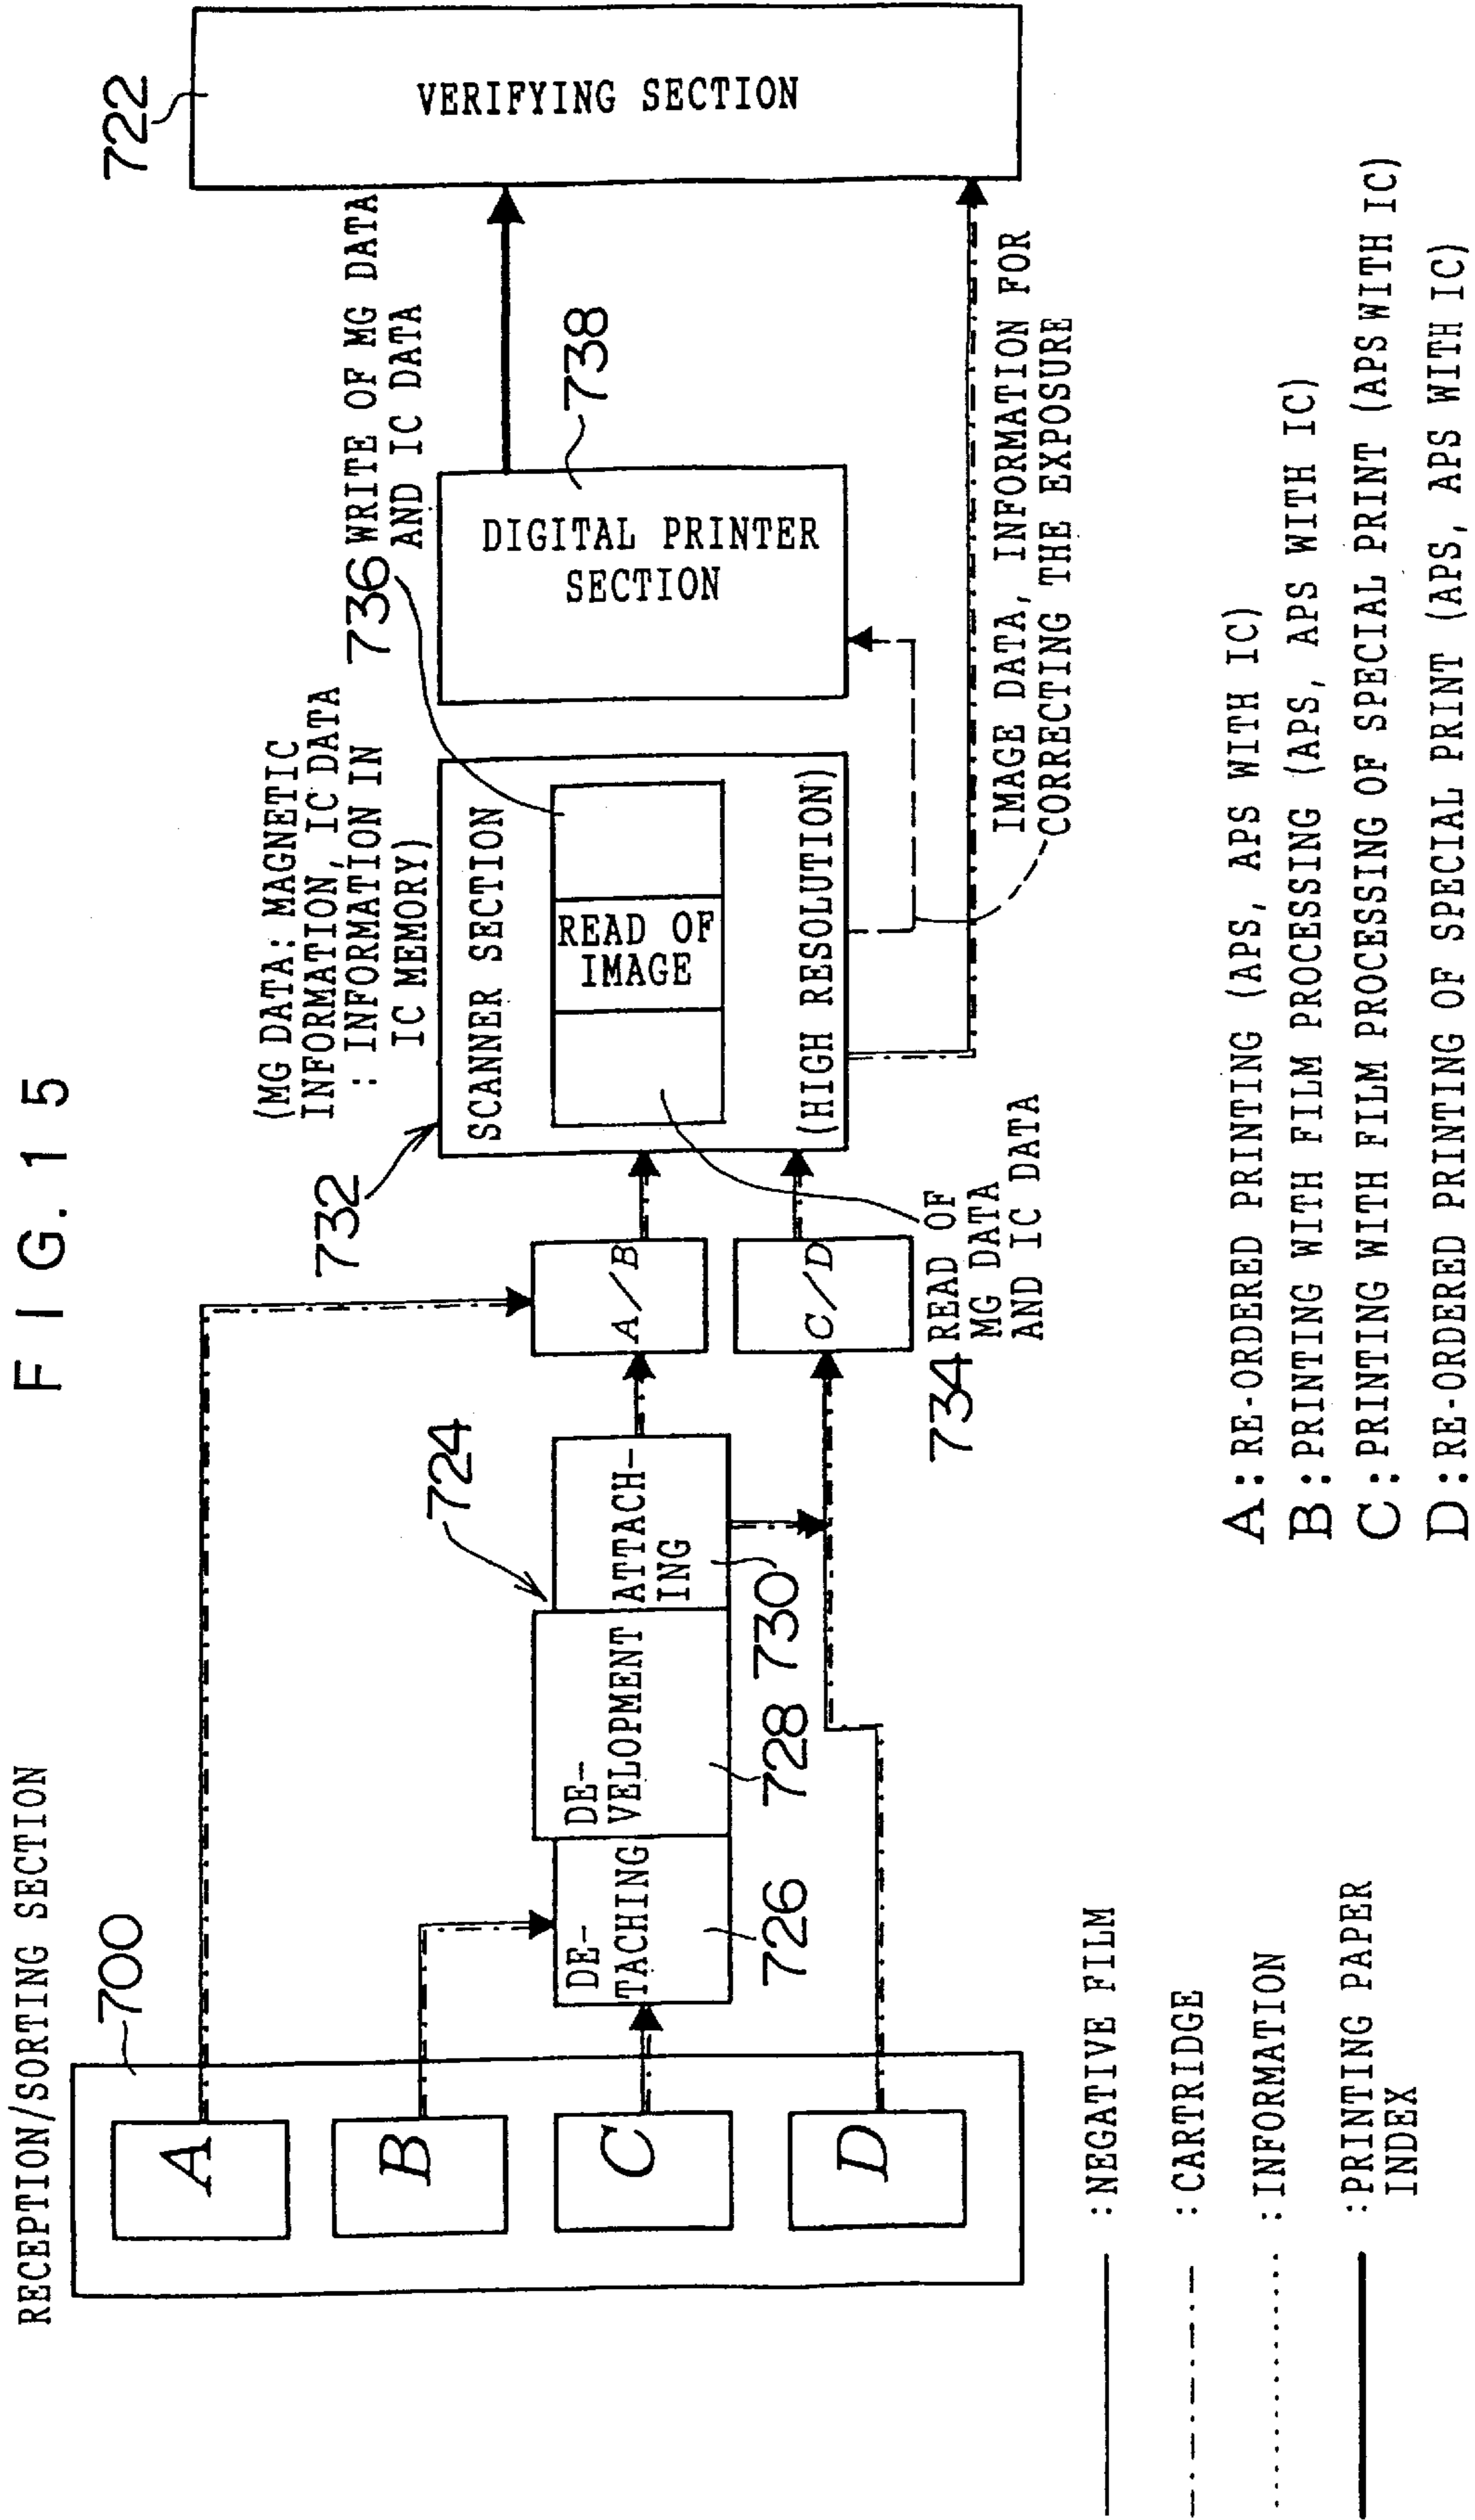 FIG.15
RECEPTION/SORTING SECTION
700
A
B
C
D
724
DE-
TACHING
726
DE-
VELOPMENT
728
ATTACH-
ING
730
A/B
C/D
732
(MG DATA: MAGNETIC
INFORMATION, IC DATA
: INFORMATION IN
IC MEMORY)
SCANNER SECTION
READ OF
IMAGE
(HIGH RESOLUTION)
734 READ OF
MG DATA
AND IC DATA
736 WRITE OF MG DATA
AND IC DATA
738
DIGITAL PRINTER
SECTION
IMAGE DATA, INFORMATION FOR
CORRECTING THE EXPOSURE
722
VERIFYING SECTION
:NEGATIVE FILM
:CARTRIDGE
:INFORMATION
:PRINTING PAPER
INDEX
A:RE-ORDERED PRINTING (APS, APS WITH IC)
B:PRINTING WITH FILM PROCESSING (APS, APS WITH IC)
C:PRINTING WITH FILM PROCESSING OF SPECIAL PRINT (APS WITH IC)
D:RE-ORDERED PRINTING OF SPECIAL PRINT (APS, APS WITH IC)